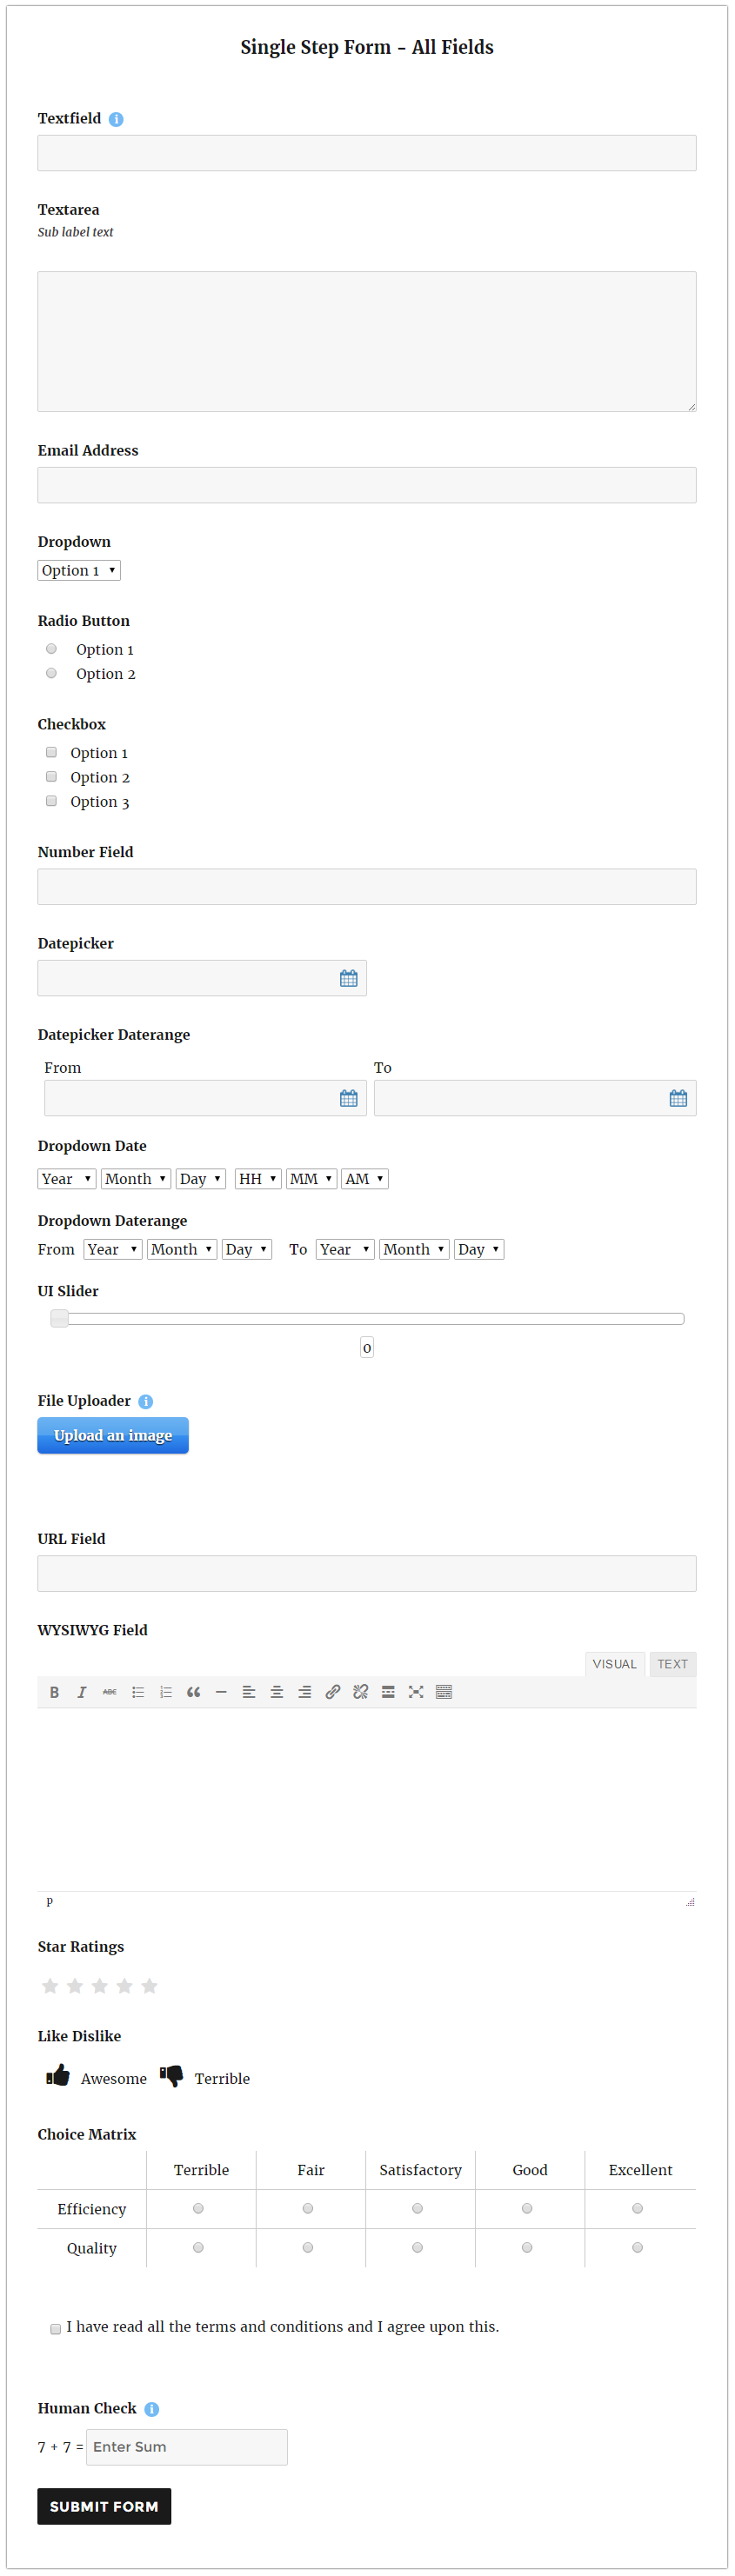 Single Step Form - All Fields
Textfield i
Textarea
Sub label text
Email Address
Dropdown
Option 1
Radio Button
Option 1
Option 2
Checkbox
Option 1
Option 2
Option 3
Number Field
Datepicker
Datepicker Daterange
From To
Dropdown Date
Year Month Day HH MM AM
Dropdown Daterange
From Year Month Day To Year Month Day
UI Slider
0
File Uploader i
Upload an image
URL Field
WYSIWYG Field
VISUAL TEXT
B I ABC
p
Star Ratings
Like Dislike
Awesome Terrible
Choice Matrix
Terrible Fair Satisfactory Good Excellent
Efficiency
Quality
I have read all the terms and conditions and I agree upon this.
Human Check i
7 + 7 = Enter Sum
SUBMIT FORM